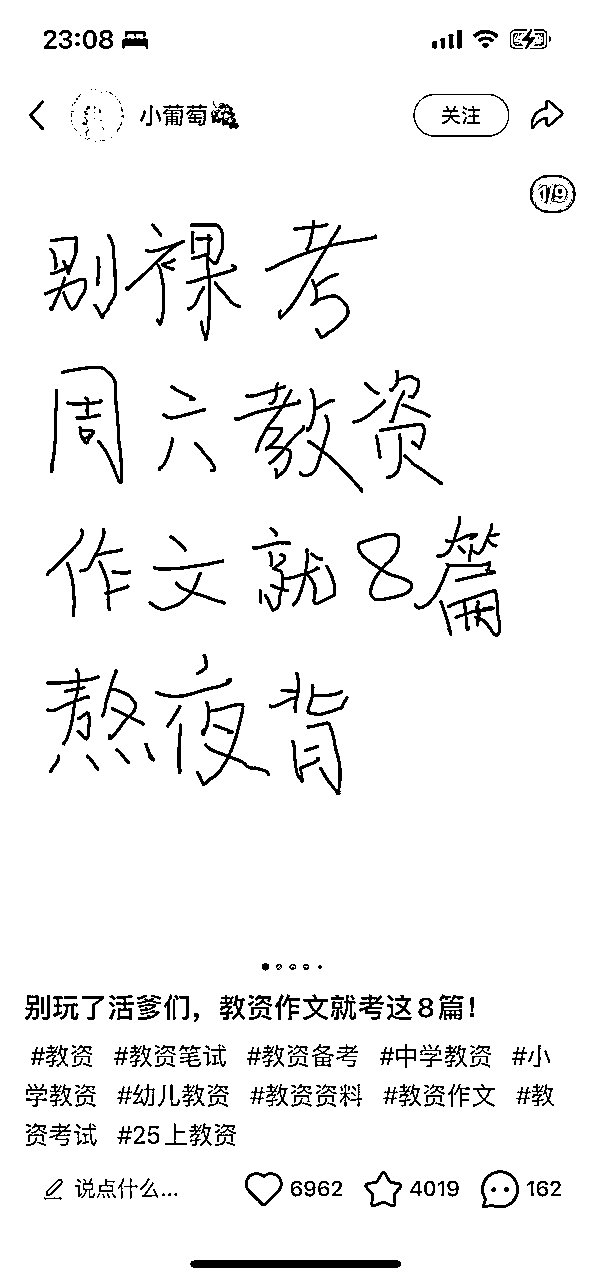 23:08
小葡萄🍇
关注
1/9
别裸考
周六教资
作文就8篇
熬夜背
别玩了活爹们，教资作文就考这8篇！
#教资 #教资笔试 #教资备考 #中学教资 #小
学教资 #幼儿教资 #教资资料 #教资作文 #教
资考试 #25上教资
说点什么... 6962 4019 162